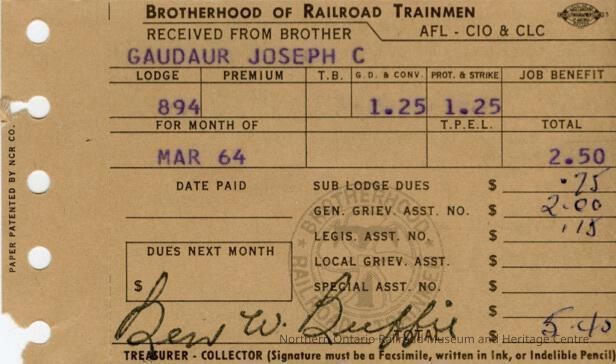 BROTHERHOOD OF RAILROAD TRAINMEN
RECEIVED FROM BROTHER AFL - CIO & CLC
GAUDAUR JOSEPH C
LODGE PREMIUM T.B. G.D. & CONV. PROT. & STRIKE JOB BENEFIT
894 1.25 1.25
FOR MONTH OF T.P.E.L. TOTAL
MAR 64 2.50
DATE PAID SUB LODGE DUES $ .75
GEN. GRIEV. ASST. NO. $ 2.00
LEGIS. ASST. NO. $ .15
DUES NEXT MONTH LOCAL GRIEV. ASST. $
$ SPECIAL ASST. NO. $
$
Ben W. TOTAL $ 5.40
Northern Ontario Railroad Museum and Heritage Centre
TREASURER - COLLECTOR (Signature must be a Facsimile, written in Ink, or Indelible Pen
PAPER PATENTED BY NCR CO.
BROTHERHOOD